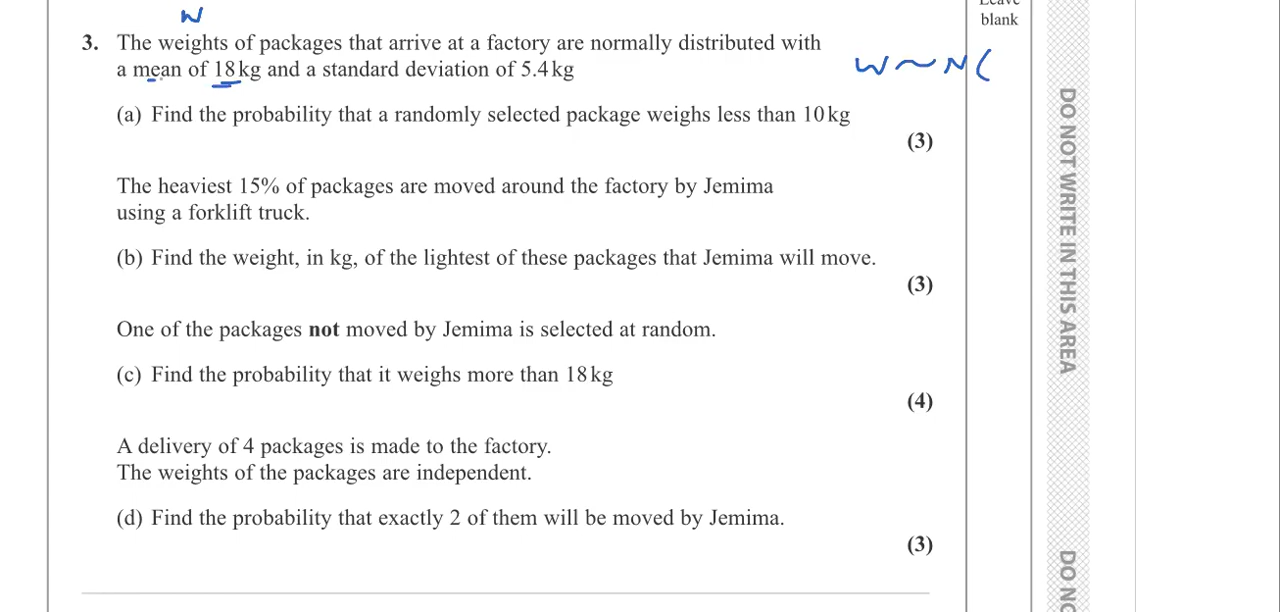 Leave
blank
W
3. The weights of packages that arrive at a factory are normally distributed with
a mean of 18 kg and a standard deviation of 5.4 kg
W ~ N (
(a) Find the probability that a randomly selected package weighs less than 10 kg
(3)
The heaviest 15% of packages are moved around the factory by Jemima
using a forklift truck.
(b) Find the weight, in kg, of the lightest of these packages that Jemima will move.
(3)
One of the packages not moved by Jemima is selected at random.
(c) Find the probability that it weighs more than 18 kg
(4)
A delivery of 4 packages is made to the factory.
The weights of the packages are independent.
(d) Find the probability that exactly 2 of them will be moved by Jemima.
(3)
DO NOT WRITE IN THIS AREA
DO NO